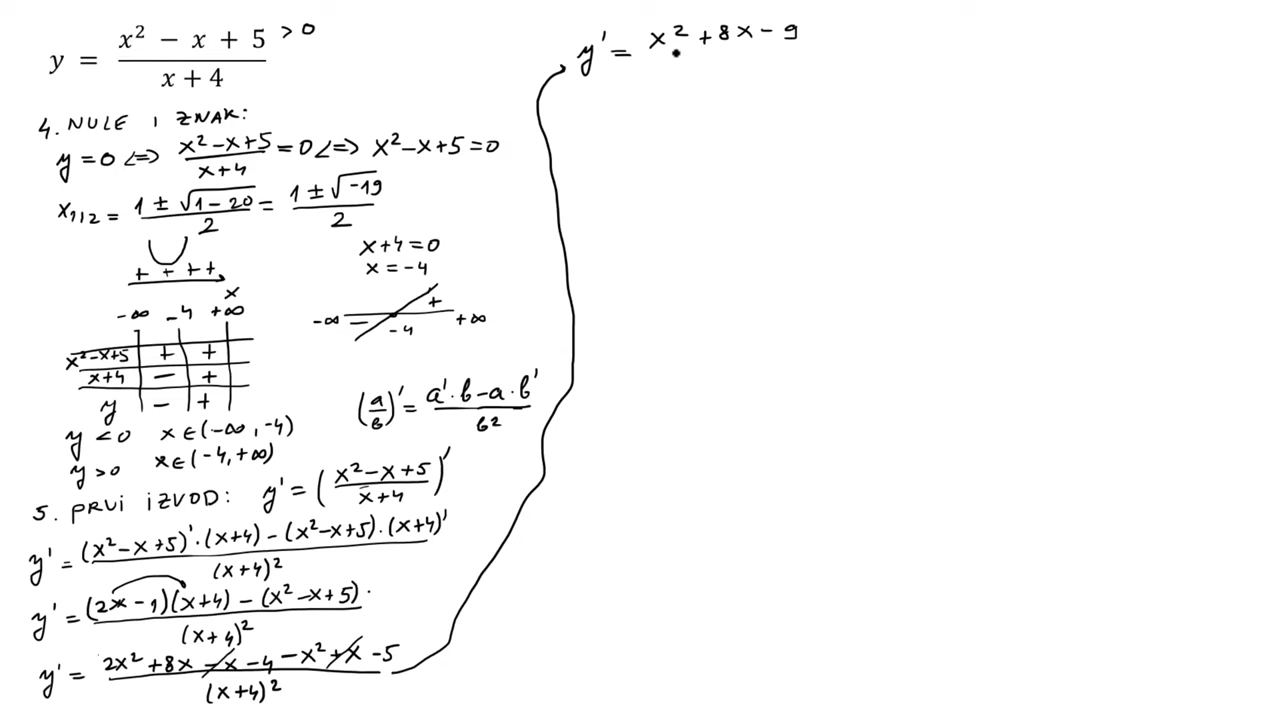 y = (x² − x + 5)/(x + 4) > 0
4. NULE I ZNAK:
y = 0 <=> (x² − x + 5)/(x + 4) = 0 <=> x² − x + 5 = 0
x₁,₂ = (1 ± √(1 − 20))/2 = (1 ± √−19)/2
+ + + +
x
x + 4 = 0
x = −4
−∞ − −4 + +∞
−∞ −4 +∞
x² − x + 5 | + | + |
x + 4 | − | + |
y | − | + |
y < 0 x ∈ (−∞, −4)
y > 0 x ∈ (−4, +∞)
(a/b)' = (a' · b − a · b')/b²
5. PRVI IZVOD: y' = ((x² − x + 5)/(x + 4))'
y' = ((x² − x + 5)' · (x + 4) − (x² − x + 5) · (x + 4)')/(x + 4)²
y' = ((2x − 1)(x + 4) − (x² − x + 5))/(x + 4)²
y' = (2x² + 8x − x − 4 − x² + x − 5)/(x + 4)²
y' = x² + 8x − 9